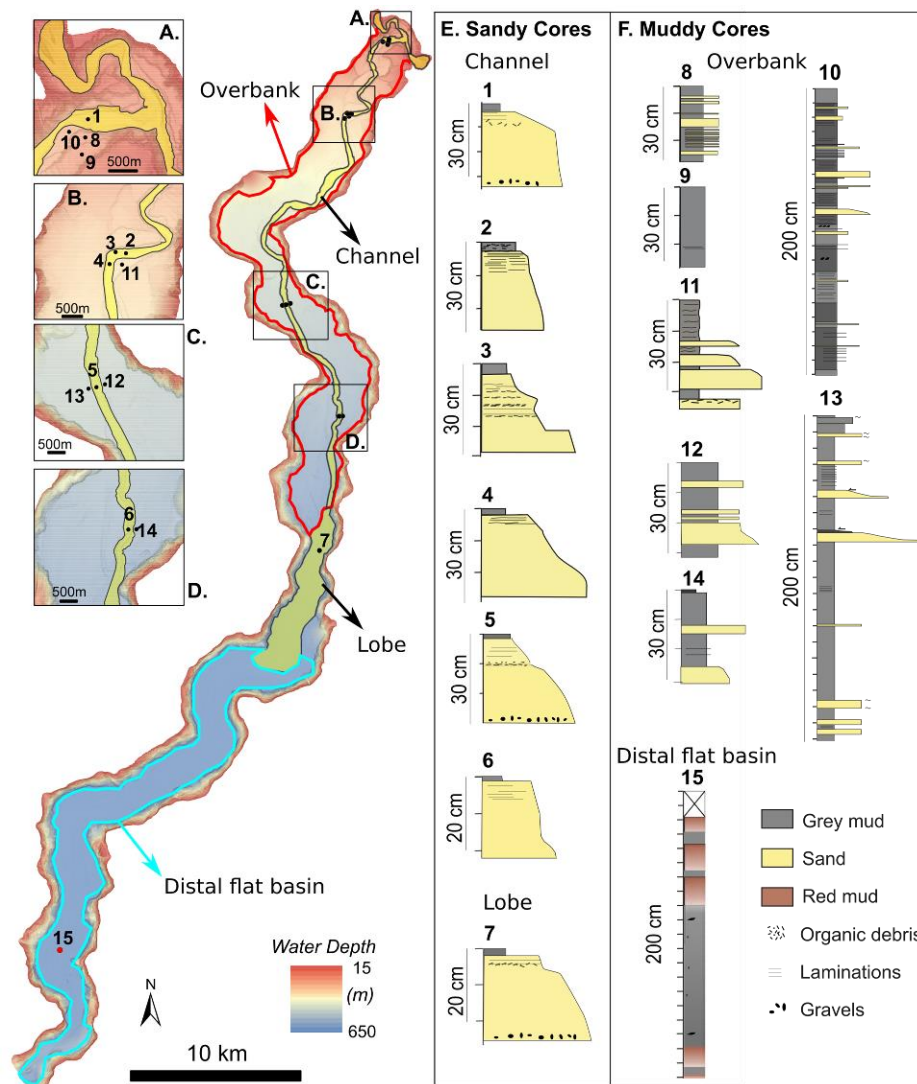 A.
1
10 8
9
500m
B.
3 2
4 11
500m
C.
5
12
13
500m
6
14
500m
D.
A.
Overbank
B.
Channel
C.
D.
7
Lobe
Distal flat basin
15
Water Depth
15
(m)
650
N
10 km
E. Sandy Cores
Channel
1
30 cm
2
30 cm
3
30 cm
4
30 cm
5
30 cm
6
20 cm
Lobe
7
20 cm
F. Muddy Cores
Overbank
8
30 cm
9
30 cm
11
30 cm
12
30 cm
14
30 cm
10
200 cm
13
200 cm
Distal flat basin
15
200 cm
Grey mud
Sand
Red mud
Organic debris
Laminations
Gravels